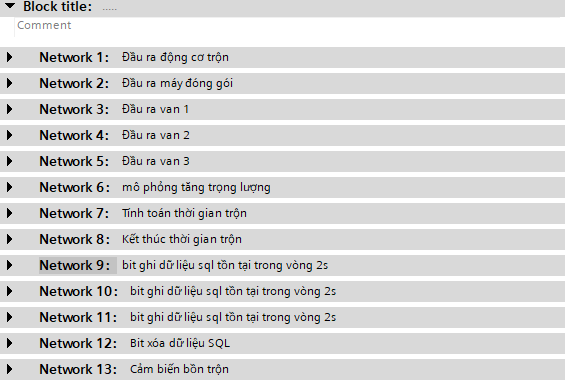 Block title: .....
Comment
Network 1: Đầu ra động cơ trộn
Network 2: Đầu ra máy đóng gói
Network 3: Đầu ra van 1
Network 4: Đầu ra van 2
Network 5: Đầu ra van 3
Network 6: mô phỏng tăng trọng lượng
Network 7: Tính toán thời gian trộn
Network 8: Kết thúc thời gian trộn
Network 9: bit ghi dữ liệu sql tồn tại trong vòng 2s
Network 10: bit ghi dữ liệu sql tồn tại trong vòng 2s
Network 11: bit ghi dữ liệu sql tồn tại trong vòng 2s
Network 12: Bit xóa dữ liệu SQL
Network 13: Cảm biến bồn trộn